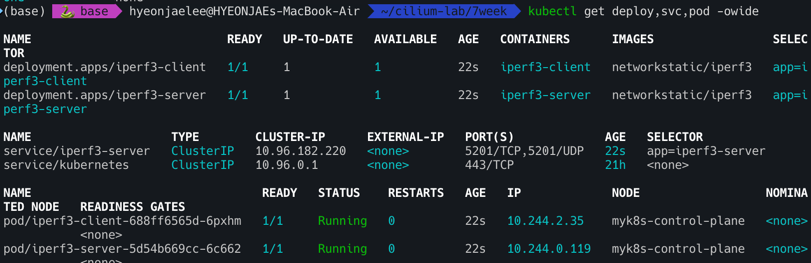 (base) base hyeonjaelee@HYEONJAEs-MacBook-Air ~/cilium-lab/7week kubectl get deploy,svc,pod -owide
NAME READY UP-TO-DATE AVAILABLE AGE CONTAINERS IMAGES SELEC
TOR
deployment.apps/iperf3-client 1/1 1 1 22s iperf3-client networkstatic/iperf3 app=i
perf3-client
deployment.apps/iperf3-server 1/1 1 1 22s iperf3-server networkstatic/iperf3 app=i
perf3-server
NAME TYPE CLUSTER-IP EXTERNAL-IP PORT(S) AGE SELECTOR
service/iperf3-server ClusterIP 10.96.182.220 <none> 5201/TCP,5201/UDP 22s app=iperf3-server
service/kubernetes ClusterIP 10.96.0.1 <none> 443/TCP 21h <none>
NAME READY STATUS RESTARTS AGE IP NODE NOMINA
TED NODE READINESS GATES
pod/iperf3-client-688ff6565d-6pxhm 1/1 Running 0 22s 10.244.2.35 myk8s-control-plane <none>
<none>
pod/iperf3-server-5d54b669cc-6c662 1/1 Running 0 22s 10.244.0.119 myk8s-control-plane <none>
<none>